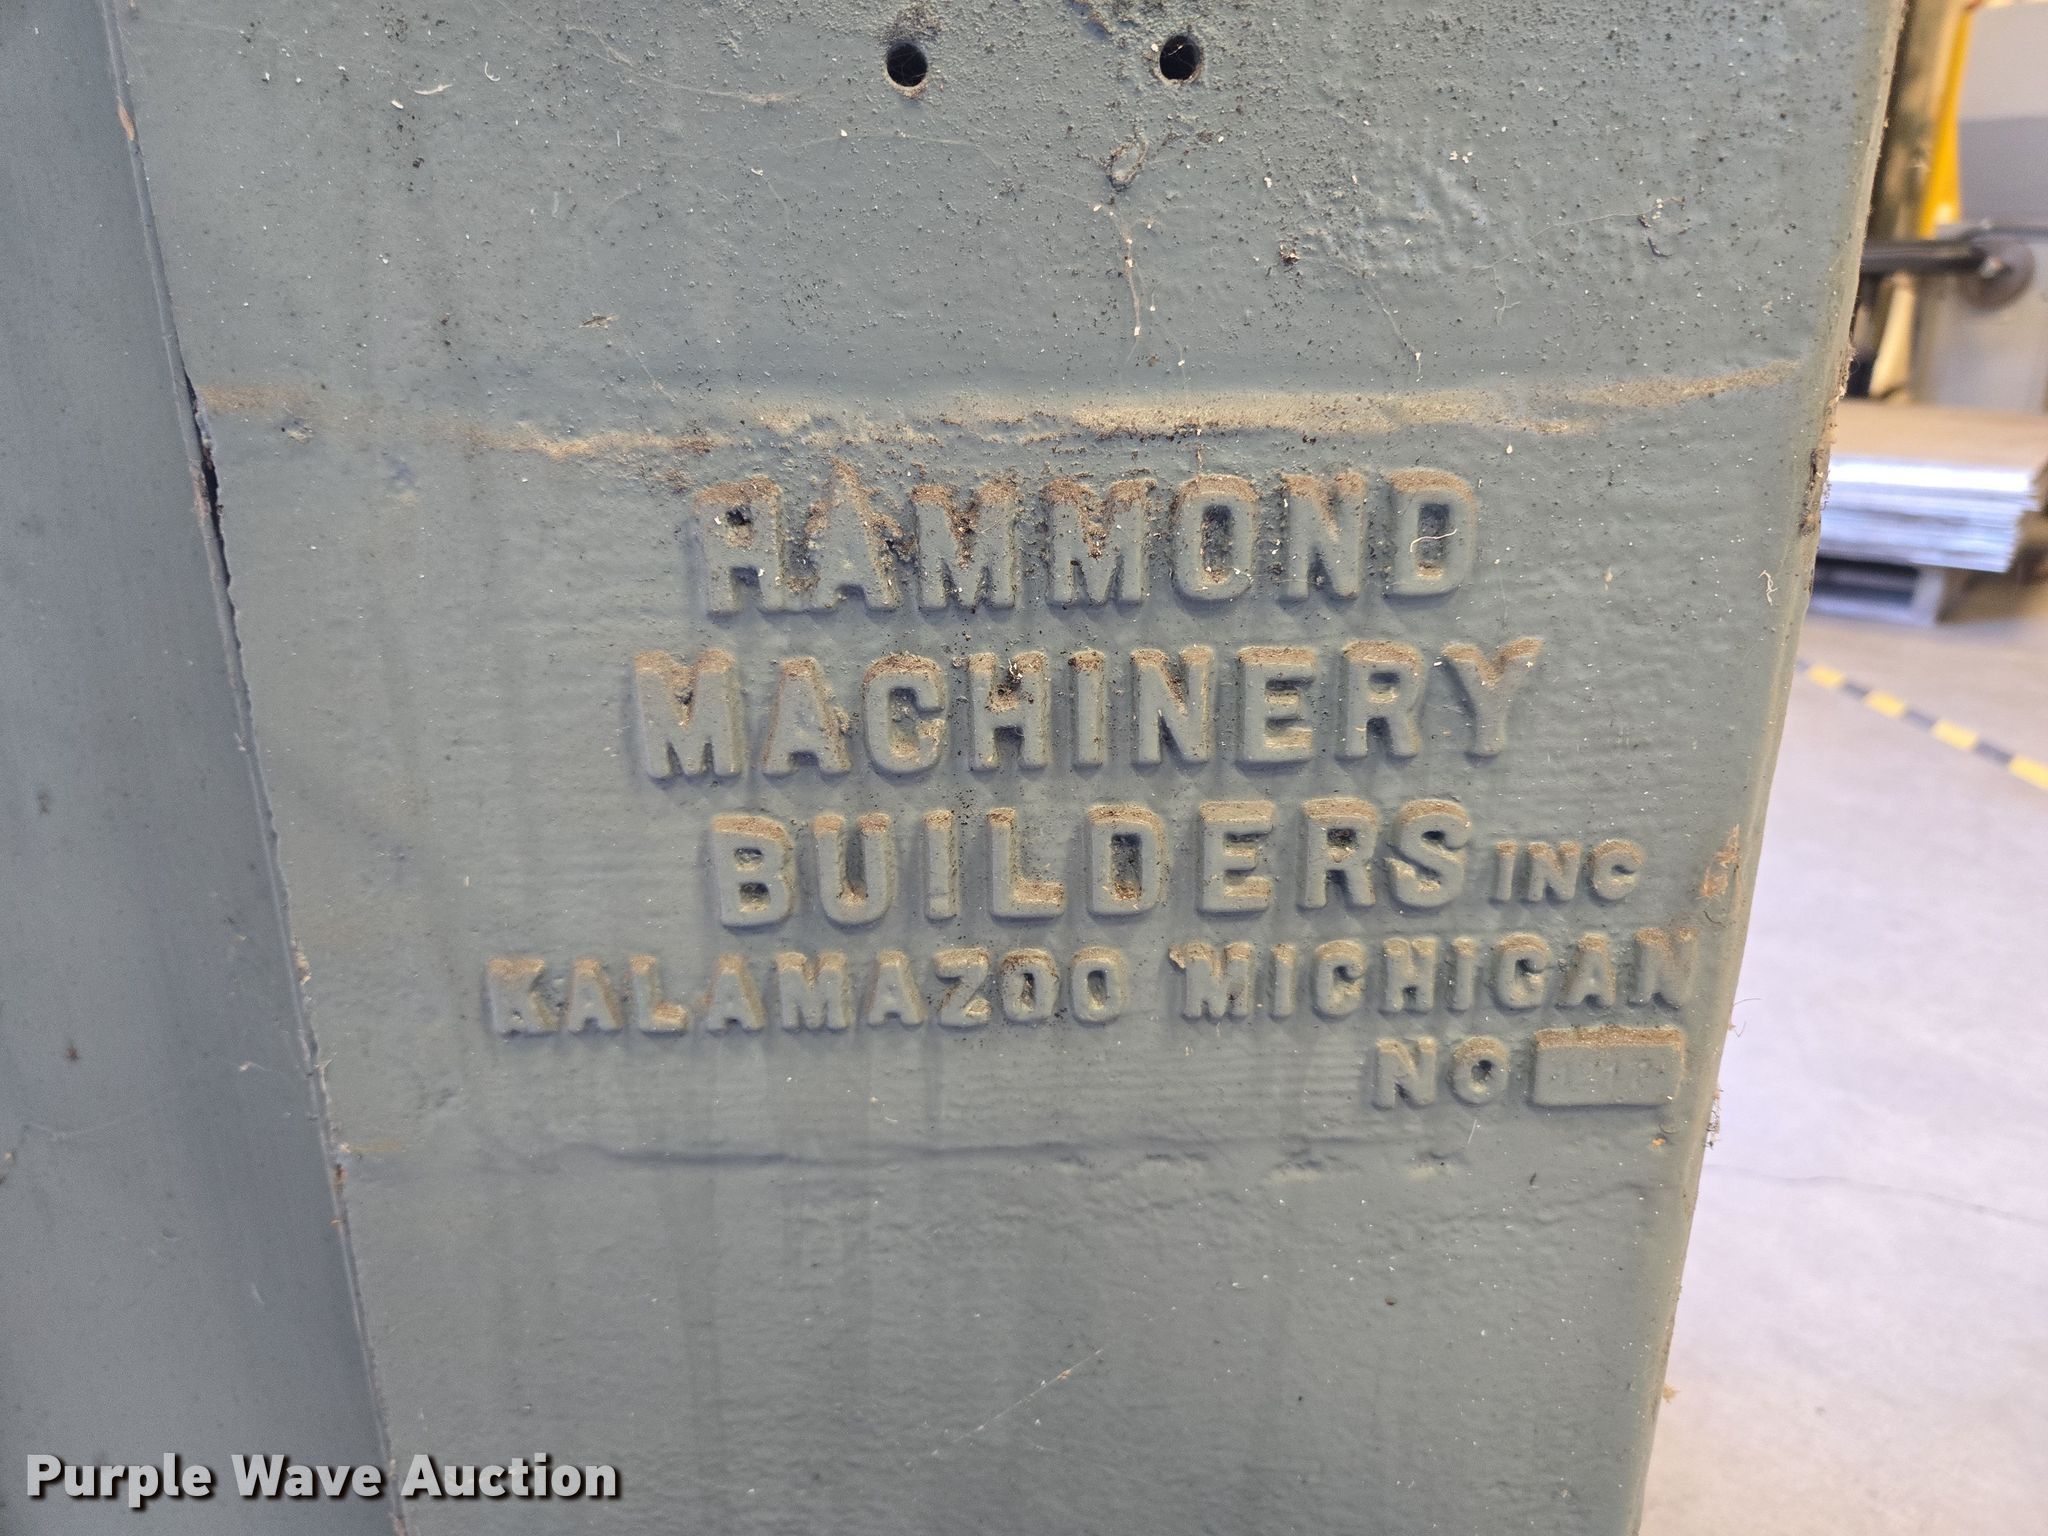 HAMMOND
MACHINERY
BUILDERS INC
KALAMAZOO MICHIGAN
NO
Purple Wave Auction